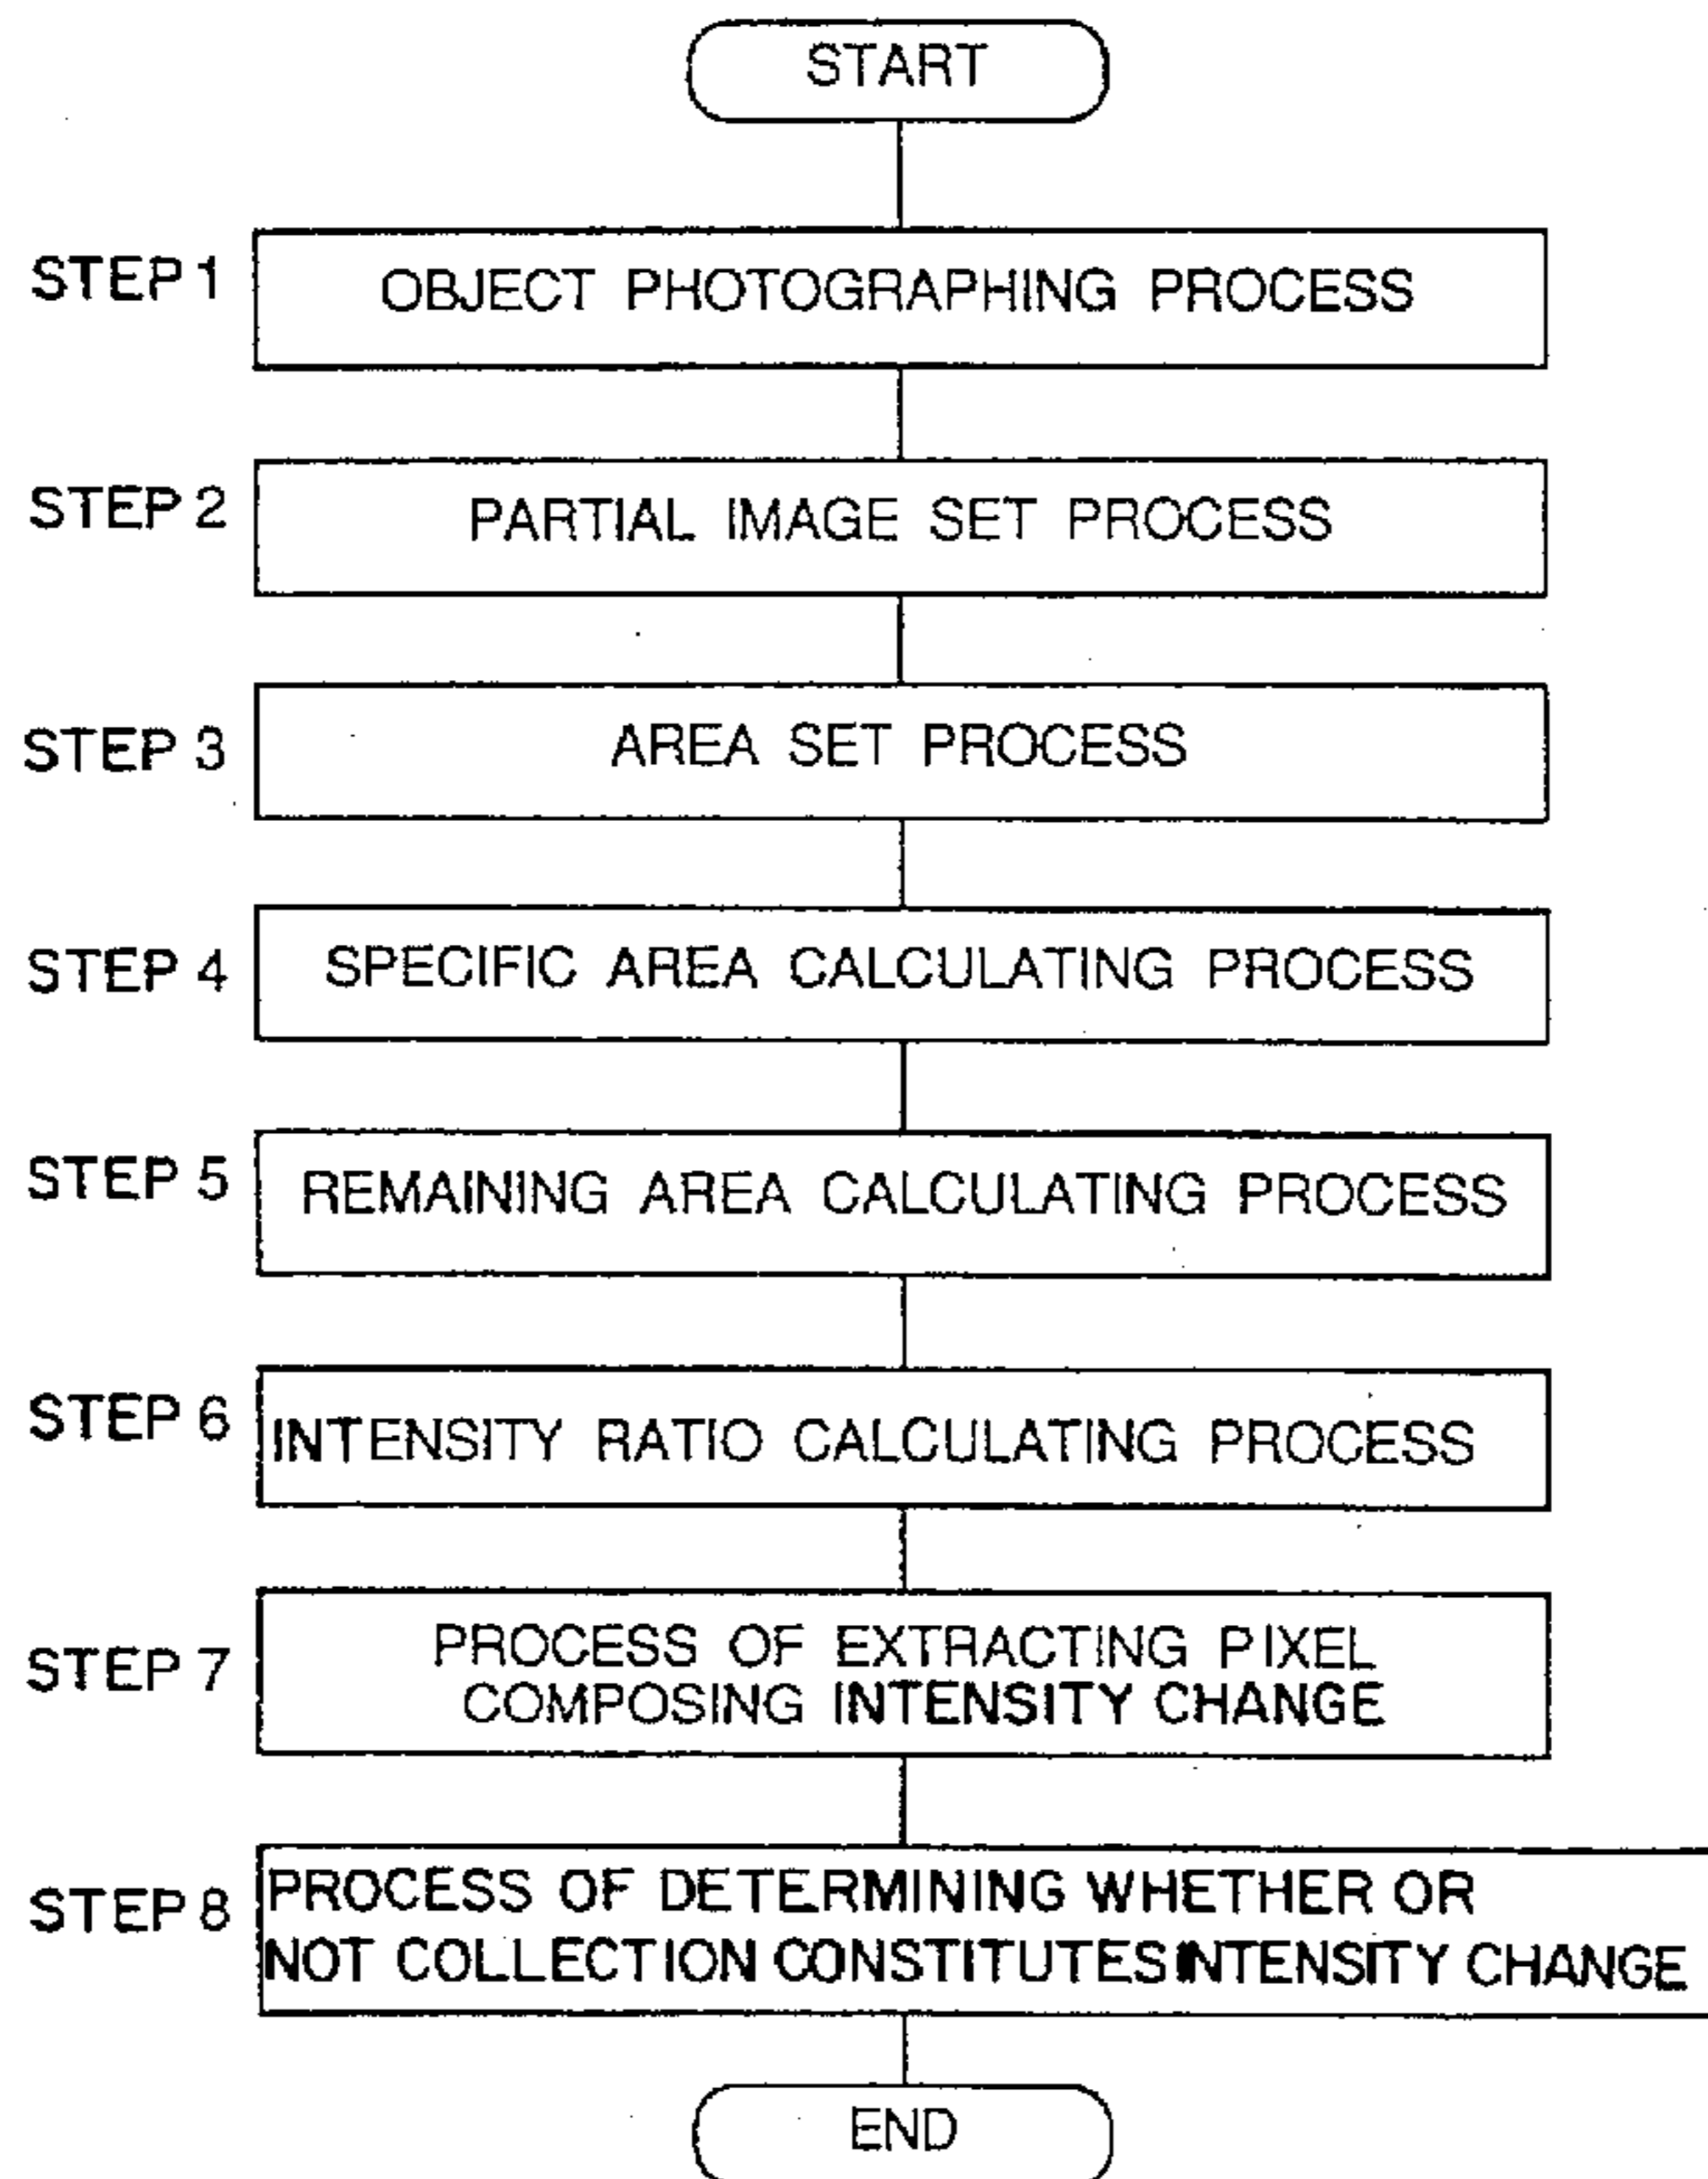 START
STEP 1
OBJECT PHOTOGRAPHING PROCESS
STEP 2
PARTIAL IMAGE SET PROCESS
STEP 3
AREA SET PROCESS
STEP 4
SPECIFIC AREA CALCULATING PROCESS
STEP 5
REMAINING AREA CALCULATING PROCESS
STEP 6
INTENSITY RATIO CALCULATING PROCESS
STEP 7
PROCESS OF EXTRACTING PIXEL
COMPOSING INTENSITY CHANGE
STEP 8
PROCESS OF DETERMINING WHETHER OR
NOT COLLECTION CONSTITUTES INTENSITY CHANGE
END